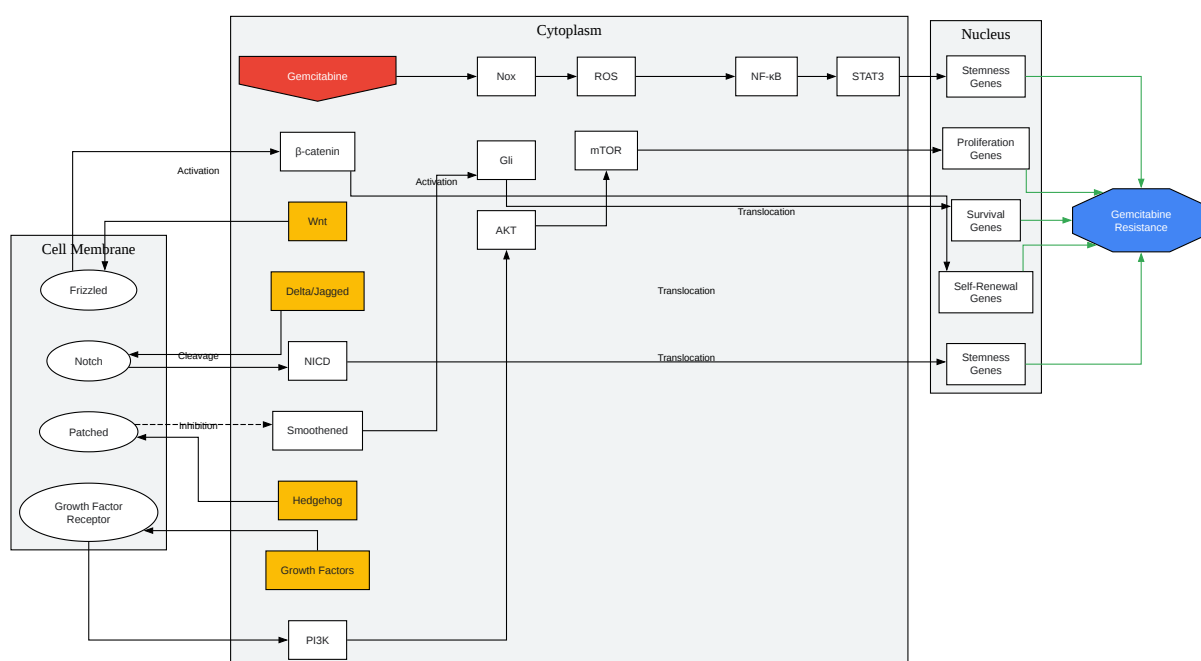 Cytoplasm
Nucleus
Gemcitabine
Nox
ROS
NF-κB
STAT3
Stemness
Genes
β-catenin
Activation
Gli
Activation
mTOR
Proliferation
Genes
Wnt
AKT
Translocation
Survival
Genes
Gemcitabine
Resistance
Cell Membrane
Frizzled
Delta/Jagged
Translocation
Self-Renewal
Genes
Notch
Cleavage
NICD
Translocation
Stemness
Genes
Patched
Inhibition
Smoothened
Hedgehog
Growth Factor
Receptor
Growth Factors
PI3K